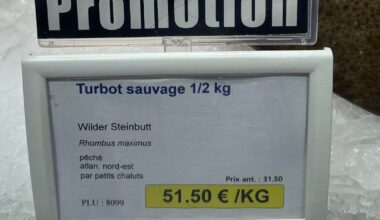 Promotion
Turbot sauvage 1/2 kg
Wilder Steinbutt
Rhombus maximus
pêché
atlan. nord-est
par petits chaluts
Prix ant. : 31.50
PLU : 8099
51.50 € /KG